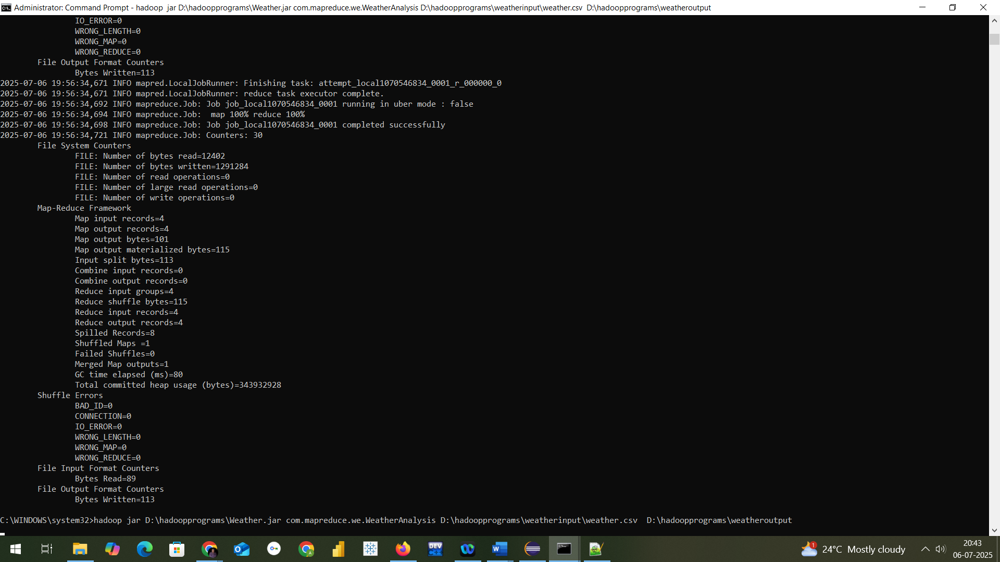 Administrator: Command Prompt - hadoop  jar D:\hadoopprograms\Weather.jar com.mapreduce.we.WeatherAnalysis D:\hadoopprograms\weatherinput\weather.csv  D:\hadoopprograms\weatheroutput
IO_ERROR=0
WRONG_LENGTH=0
WRONG_MAP=0
WRONG_REDUCE=0
File Output Format Counters
Bytes Written=113
2025-07-06 19:56:34,671 INFO mapred.LocalJobRunner: Finishing task: attempt_local1070546834_0001_r_000000_0
2025-07-06 19:56:34,671 INFO mapred.LocalJobRunner: reduce task executor complete.
2025-07-06 19:56:34,692 INFO mapreduce.Job: Job job_local1070546834_0001 running in uber mode : false
2025-07-06 19:56:34,694 INFO mapreduce.Job:  map 100% reduce 100%
2025-07-06 19:56:34,698 INFO mapreduce.Job: Job job_local1070546834_0001 completed successfully
2025-07-06 19:56:34,721 INFO mapreduce.Job: Counters: 30
File System Counters
FILE: Number of bytes read=12402
FILE: Number of bytes written=1291284
FILE: Number of read operations=0
FILE: Number of large read operations=0
FILE: Number of write operations=0
Map-Reduce Framework
Map input records=4
Map output records=4
Map output bytes=101
Map output materialized bytes=115
Input split bytes=113
Combine input records=0
Combine output records=0
Reduce input groups=4
Reduce shuffle bytes=115
Reduce input records=4
Reduce output records=4
Spilled Records=8
Shuffled Maps =1
Failed Shuffles=0
Merged Map outputs=1
GC time elapsed (ms)=80
Total committed heap usage (bytes)=343932928
Shuffle Errors
BAD_ID=0
CONNECTION=0
IO_ERROR=0
WRONG_LENGTH=0
WRONG_MAP=0
WRONG_REDUCE=0
File Input Format Counters
Bytes Read=89
File Output Format Counters
Bytes Written=113
C:\WINDOWS\system32>hadoop jar D:\hadoopprograms\Weather.jar com.mapreduce.we.WeatherAnalysis D:\hadoopprograms\weatherinput\weather.csv  D:\hadoopprograms\weatheroutput
DEV
1
24°C  Mostly cloudy
20:43
06-07-2025